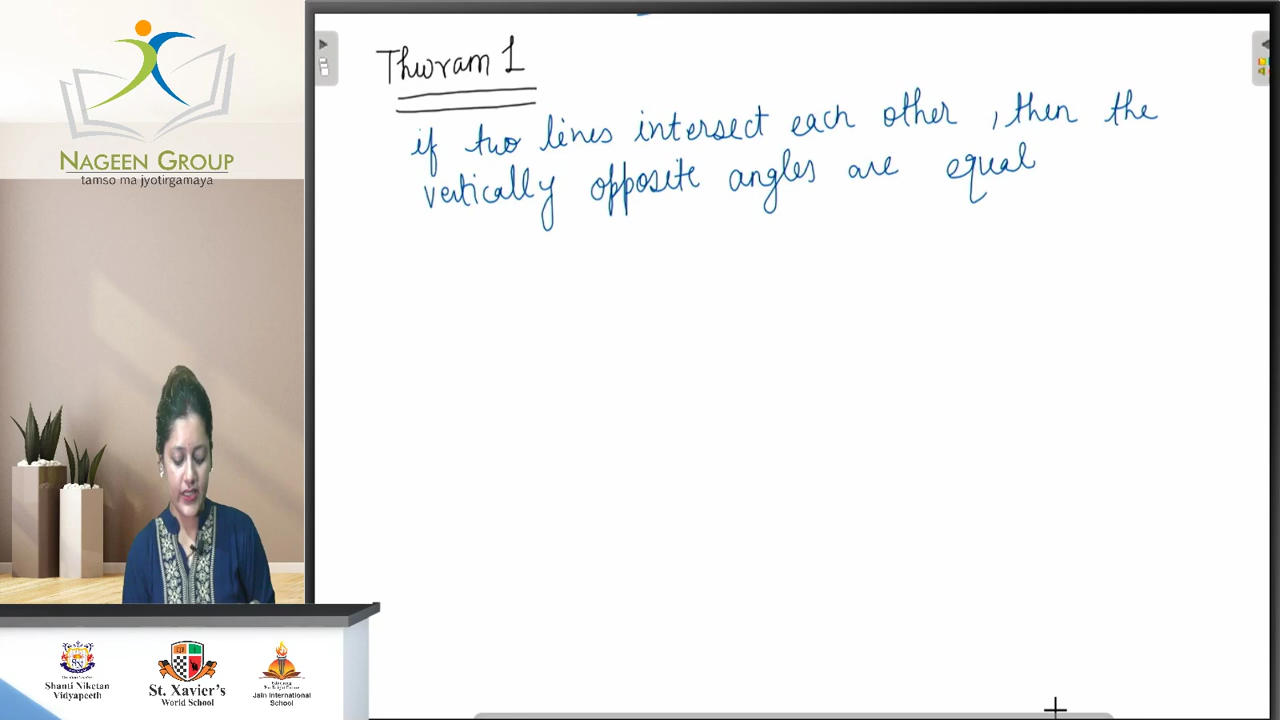 NAGEEN GROUP
tamso ma jyotirgamaya
Theoram 1
if two lines intersect each other, then the
vertically opposite angles are equal
Shanti Niketan
Vidyapeeth
St. Xavier's
World School
Jain International
School